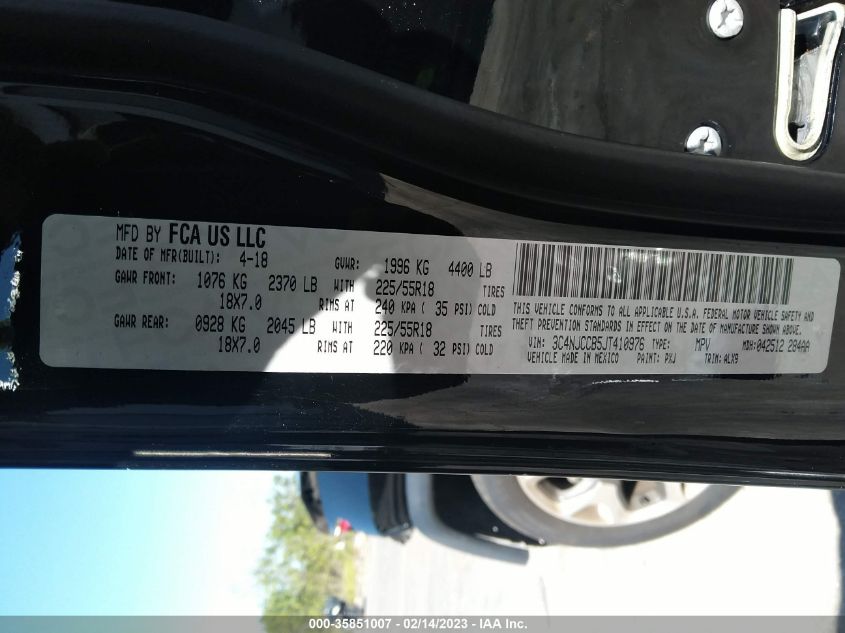 MFD BY FCA US LLC
DATE OF MFR(BUILT): 4-18 GVWR: 1996 KG 4400 LB
GAWR FRONT: 1076 KG 2370 LB WITH 225/55R18 TIRES
18X7.0 RIMS AT 240 KPA ( 35 PSI) COLD
GAWR REAR: 0928 KG 2045 LB WITH 225/55R18 TIRES
18X7.0 RIMS AT 220 KPA ( 32 PSI) COLD
THIS VEHICLE CONFORMS TO ALL APPLICABLE U.S.A. FEDERAL MOTOR VEHICLE SAFETY AND
THEFT PREVENTION STANDARDS IN EFFECT ON THE DATE OF MANUFACTURE SHOWN ABOVE.
VIN: 3C4NJCCB5JT410976 TYPE: MPV MDH: 042512 284AA
VEHICLE MADE IN MEXICO PAINT: PXJ TRIM: ALX9
000-35851007 - 02/14/2023 - IAA Inc.